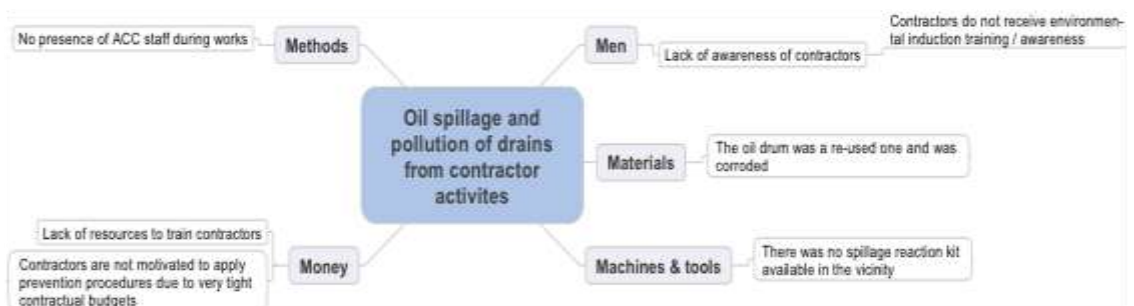 No presence of ACC staff during works
Methods
Men
Lack of awareness of contractors
Contractors do not receive environmen-
tal induction training / awareness
Oil spillage and
pollution of drains
from contractor
activites
Materials
The oil drum was a re-used one and was
corroded
Lack of resources to train contractors
Contractors are not motivated to apply
prevention procedures due to very tight
contractual budgets
Money
Machines & tools
There was no spillage reaction kit
available in the vicinity